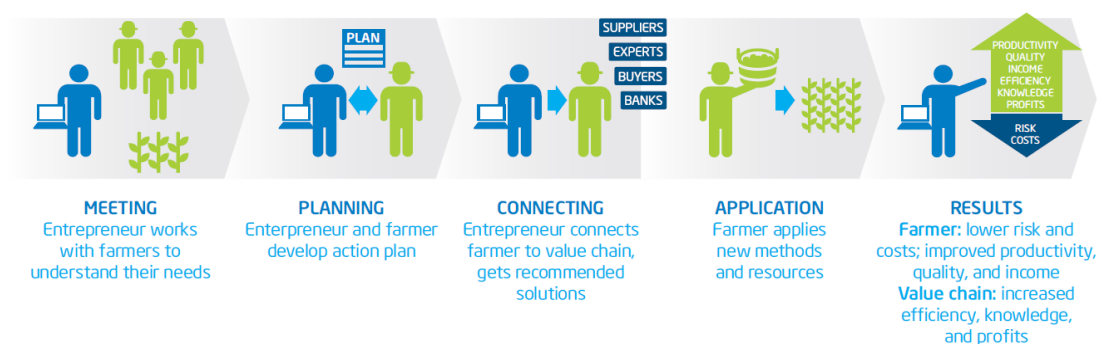 PLAN
SUPPLIERS
EXPERTS
BUYERS
BANKS
PRODUCTIVITY
QUALITY
INCOME
EFFICIENCY
KNOWLEDGE
PROFITS
RISK
COSTS
MEETING
Entrepreneur works
with farmers to
understand their needs
PLANNING
Enterpreneur and farmer
develop action plan
CONNECTING
Entrepreneur connects
farmer to value chain,
gets recommended
solutions
APPLICATION
Farmer applies
new methods
and resources
RESULTS
Farmer: lower risk and
costs; improved productivity,
quality, and income
Value chain: increased
efficiency, knowledge,
and profits